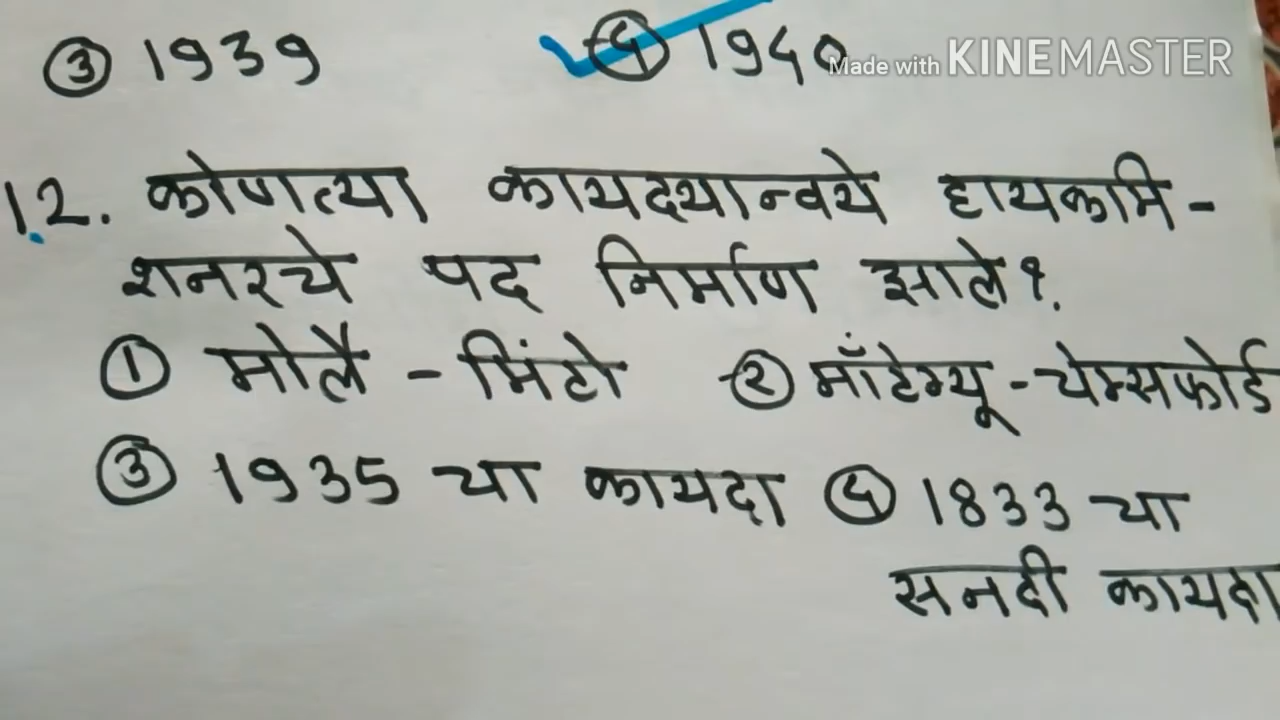 ③ 1939 ④ 1940
Made with KINEMASTER
12. कोणत्या कायदयान्वये हायकमि-
शनरचे पद निर्माण झाले?
① मोर्ले - मिंटो ② माँटेग्यू - चेम्सफोर्ड
③ 1935 चा कायदा ④ 1833 चा
सनदी कायदा